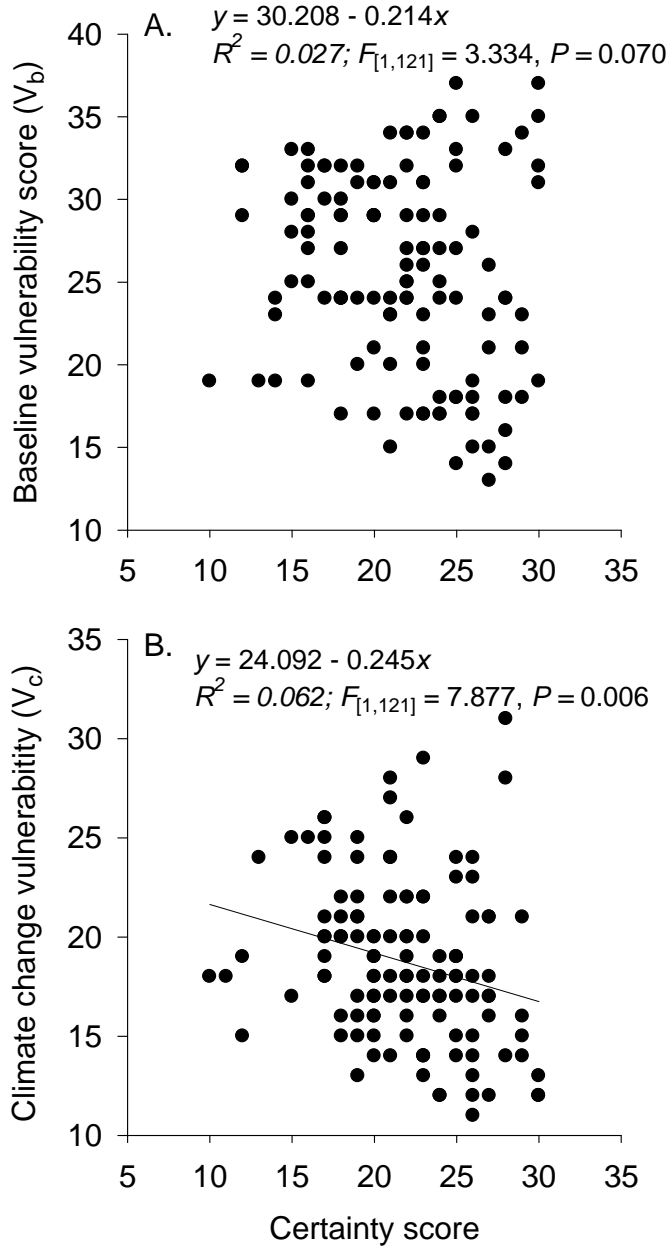 A.
y = 30.208 - 0.214x
R² = 0.027; F[1,121] = 3.334, P = 0.070
Baseline vulnerability score (Vb)
40
35
30
25
20
15
10
5 10 15 20 25 30 35
B.
y = 24.092 - 0.245x
R² = 0.062; F[1,121] = 7.877, P = 0.006
Climate change vulnerabitity (Vc)
35
30
25
20
15
10
5 10 15 20 25 30 35
Certainty score